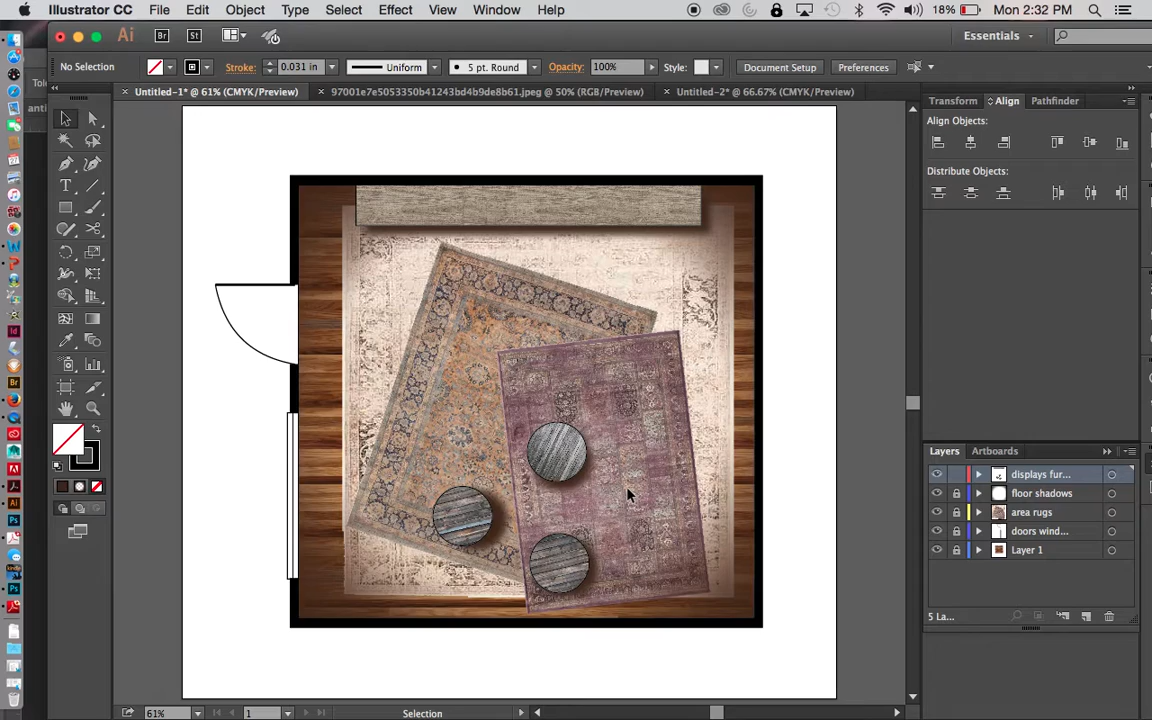 Illustrator CC File Edit Object Type Select Effect View Window Help
18% Mon 2:32 PM
Ai Br St Essentials
No Selection Stroke: 0.031 in Uniform 5 pt. Round Opacity: 100% Style: Document Setup Preferences
Untitled-1* @ 61% (CMYK/Preview) 97001e7e5053350b41243bd4b9de8b61.jpeg @ 50% (RGB/Preview) Untitled-2* @ 66.67% (CMYK/Preview)
Transform Align Pathfinder
Align Objects:
Distribute Objects:
Layers Artboards
displays fur...
floor shadows
area rugs
doors wind...
Layer 1
5 La...
61% 1 Selection